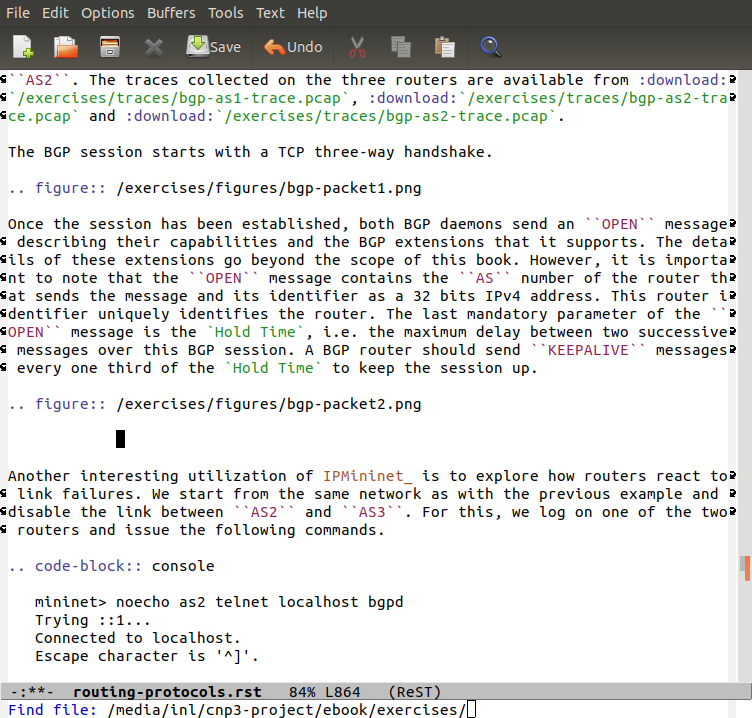 File Edit Options Buffers Tools Text Help
Save Undo
``AS2``. The traces collected on the three routers are available from :download:
`/exercises/traces/bgp-as1-trace.pcap`, :download:`/exercises/traces/bgp-as2-tra
ce.pcap` and :download:`/exercises/traces/bgp-as2-trace.pcap`.
The BGP session starts with a TCP three-way handshake.
.. figure:: /exercises/figures/bgp-packet1.png
Once the session has been established, both BGP daemons send an ``OPEN`` message
describing their capabilities and the BGP extensions that it supports. The deta
ils of these extensions go beyond the scope of this book. However, it is importa
nt to note that the ``OPEN`` message contains the ``AS`` number of the router th
at sends the message and its identifier as a 32 bits IPv4 address. This router i
dentifier uniquely identifies the router. The last mandatory parameter of the ``
OPEN`` message is the `Hold Time`, i.e. the maximum delay between two successive
messages over this BGP session. A BGP router should send ``KEEPALIVE`` messages
every one third of the `Hold Time` to keep the session up.
.. figure:: /exercises/figures/bgp-packet2.png
Another interesting utilization of IPMininet_ is to explore how routers react to
link failures. We start from the same network as with the previous example and
disable the link between ``AS2`` and ``AS3``. For this, we log on one of the two
routers and issue the following commands.
.. code-block:: console
mininet> noecho as2 telnet localhost bgpd
Trying ::1...
Connected to localhost.
Escape character is '^]'.
-:**- routing-protocols.rst 84% L864 (ReST)
Find file: /media/inl/cnp3-project/ebook/exercises/